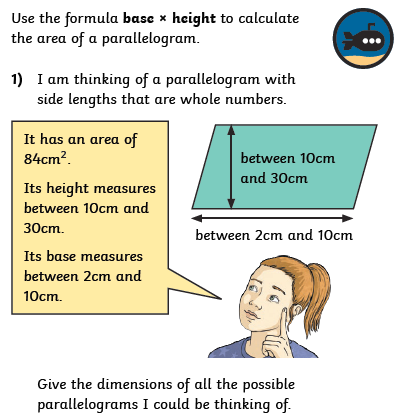 Use the formula base × height to calculate
the area of a parallelogram.
1) I am thinking of a parallelogram with
side lengths that are whole numbers.
It has an area of
84cm².
Its height measures
between 10cm and
30cm.
Its base measures
between 2cm and
10cm.
between 10cm
and 30cm
between 2cm and 10cm
Give the dimensions of all the possible
parallelograms I could be thinking of.